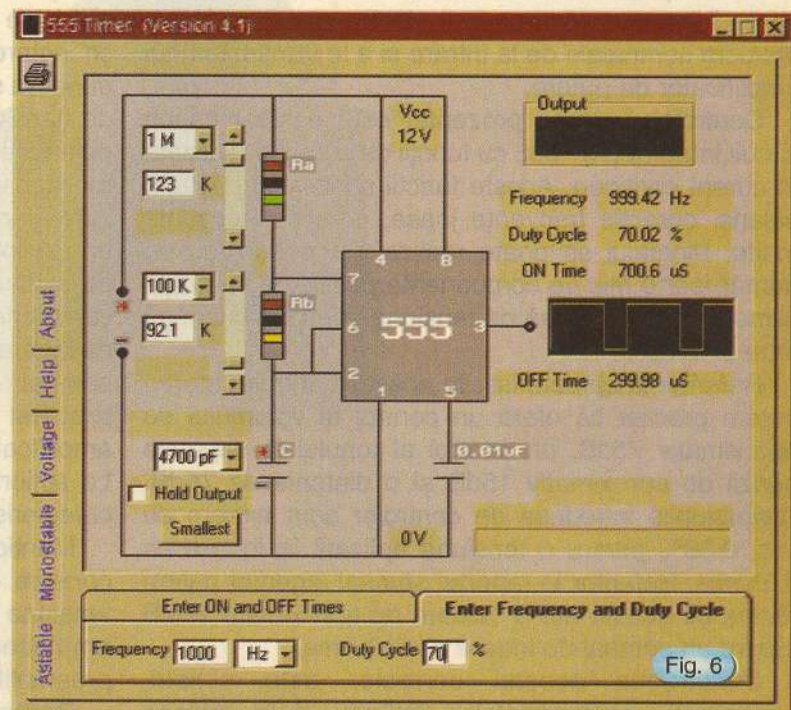 555 Timer (Version 4.1)
1 M
123 K
Ra
Vcc
12V
Output
Frequency 999.42 Hz
Duty Cycle 70.02 %
ON Time 700.6 uS
4
8
7
100 K
92.1 K
Rb
6
555
3
2
1
5
OFF Time 299.98 uS
4700 pF
C
0.01uF
Hold Output
Smallest
0V
Astable
Monostable
Voltage
Help
About
Enter ON and OFF Times
Enter Frequency and Duty Cycle
Frequency 1000 Hz
Duty Cycle 70 %
Fig. 6